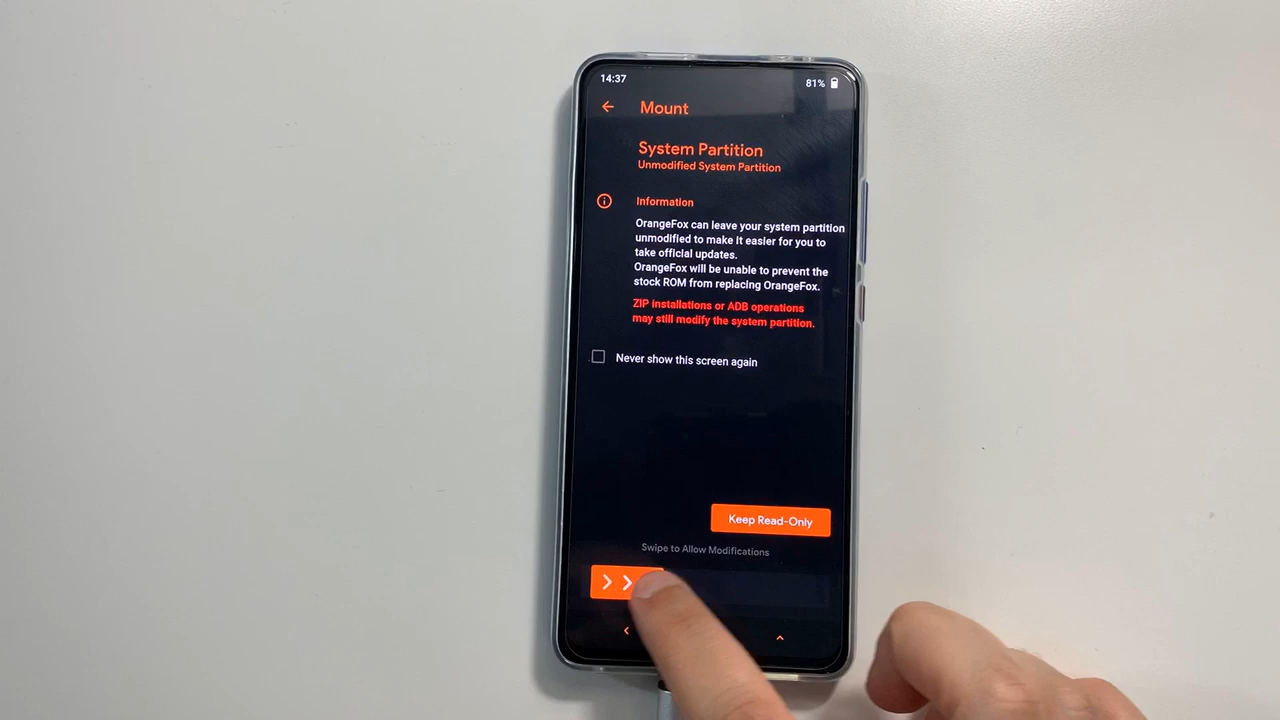 14:37
81%
Mount
System Partition
Unmodified System Partition
Information
OrangeFox can leave your system partition
unmodified to make it easier for you to
take official updates.
OrangeFox will be unable to prevent the
stock ROM from replacing OrangeFox.
ZIP installations or ADB operations
may still modify the system partition.
Never show this screen again
Keep Read-Only
Swipe to Allow Modifications